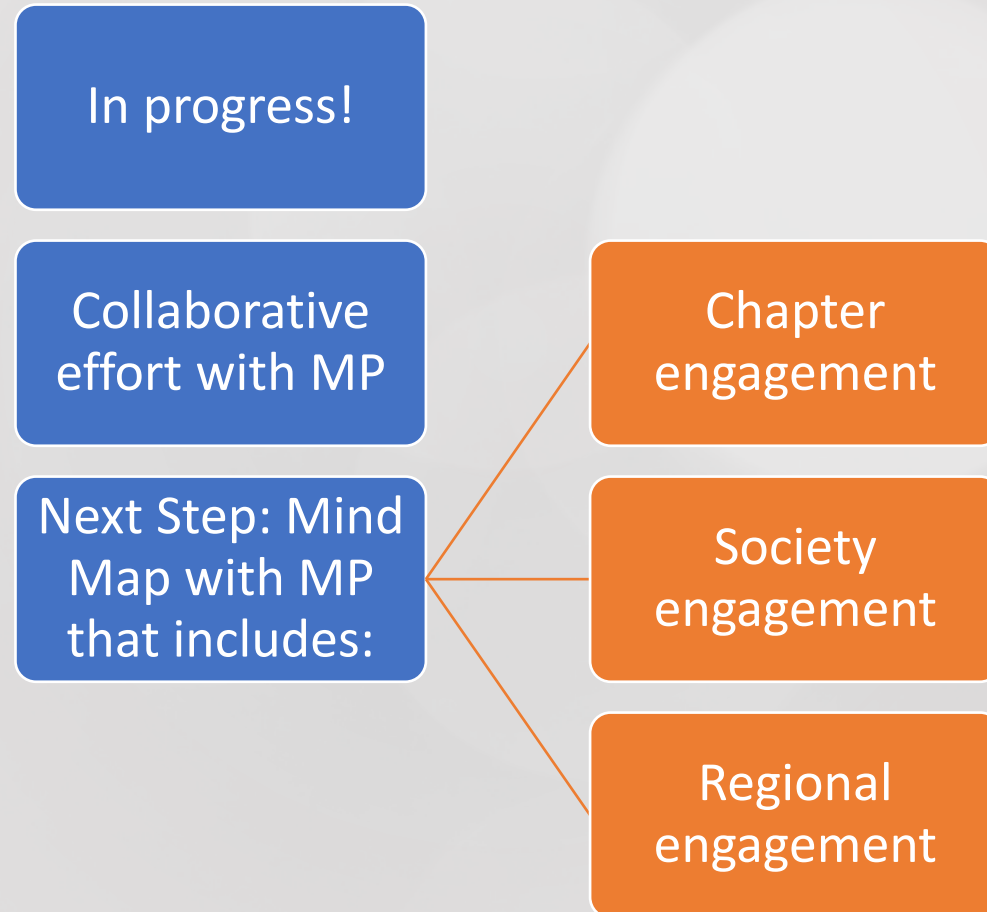 In progress!
Collaborative
effort with MP
Next Step: Mind
Map with MP
that includes:
Chapter
engagement
Society
engagement
Regional
engagement